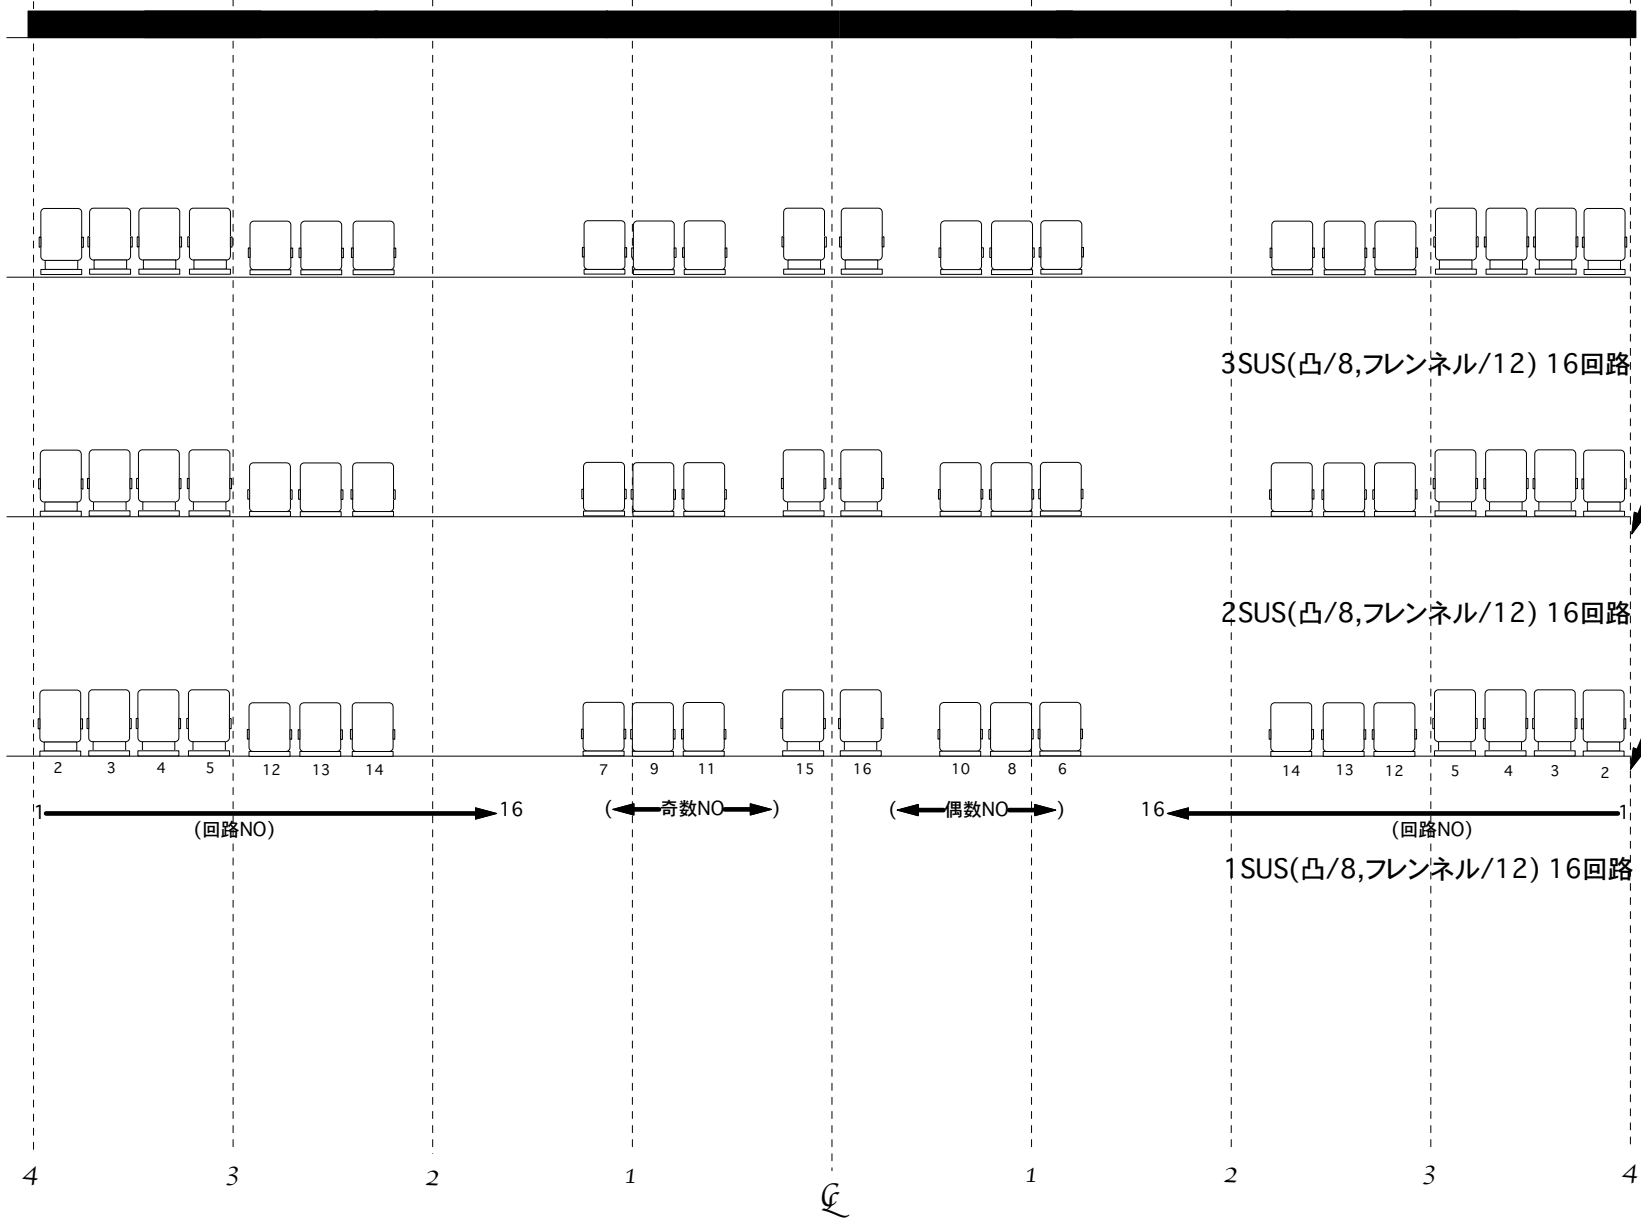 3SUS(凸/8,フレンネル/12) 16回路
2SUS(凸/8,フレンネル/12) 16回路
2 3 4 5 12 13 14 7 9 11 15 16 10 8 6 14 13 12 5 4 3 2
1 16 (奇数NO) (偶数NO) 16 1
(回路NO) (回路NO)
1SUS(凸/8,フレンネル/12) 16回路
4 3 2 1 ℄ 1 2 3 4